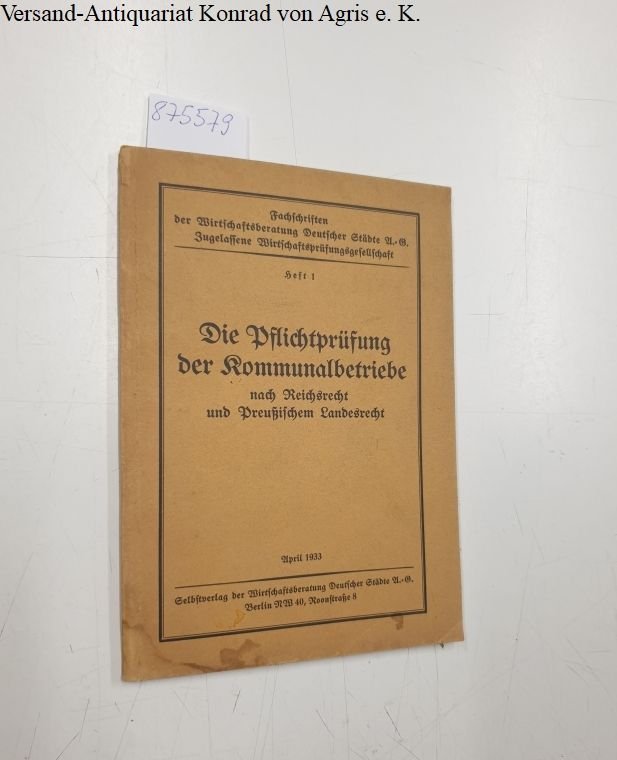 Versand-Antiquariat Konrad von Agris e. K.
875579
Fachschriften
der Wirtschaftsberatung Deutscher Städte A.-G.
Zugelassene Wirtschaftsprüfungsgesellschaft
Heft 1
Die Pflichtprüfung
der Kommunalbetriebe
nach Reichsrecht
und Preußischem Landesrecht
April 1933
Selbstverlag der Wirtschaftsberatung Deutscher Städte A.-G.
Berlin NW 40, Roonstraße 8